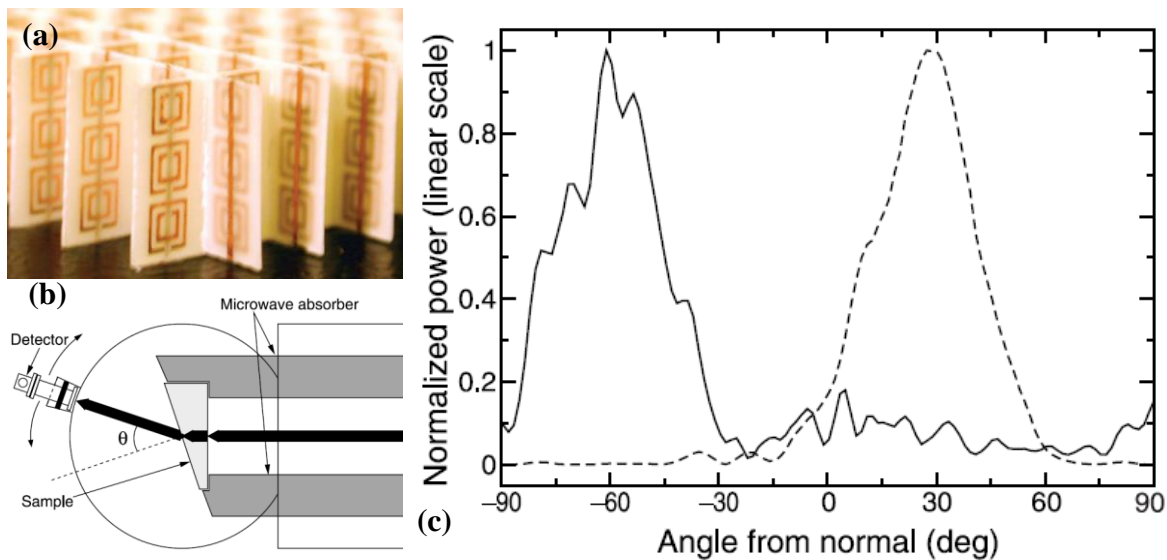 (a)
(b)
Microwave absorber
Detector
θ
Sample
(c)
Normalized power (linear scale)
1
0.8
0.6
0.4
0.2
0
−90
−60
−30
0
30
60
90
Angle from normal (deg)